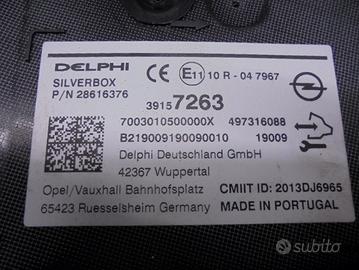 DELPHI
CE E11 10 R - 04 7967
SILVERBOX
P/N 28616376
3915 7263
7003010500000X 497316088
B219009190090010 19009
Delphi Deutschland GmbH
42367 Wuppertal
Opel/Vauxhall Bahnhofsplatz CMIIT ID: 2013DJ6965
65423 Ruesselsheim Germany MADE IN PORTUGAL
subito